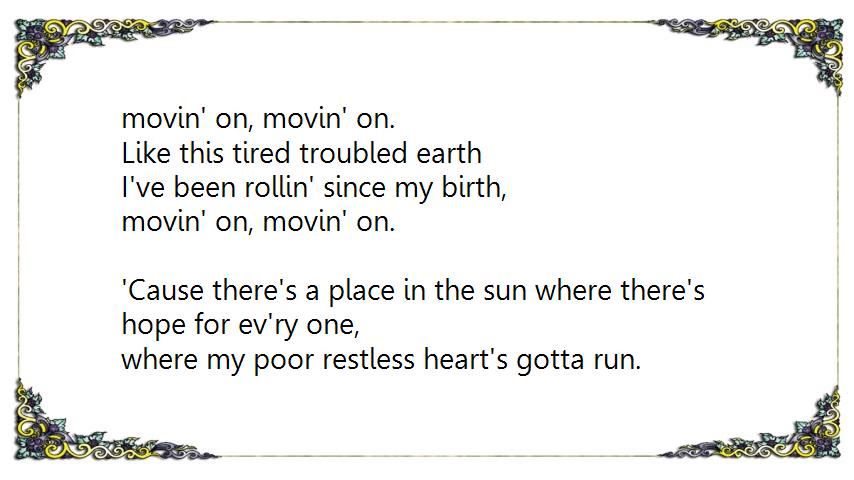 movin' on, movin' on.
Like this tired troubled earth
I've been rollin' since my birth,
movin' on, movin' on.
'Cause there's a place in the sun where there's
hope for ev'ry one,
where my poor restless heart's gotta run.